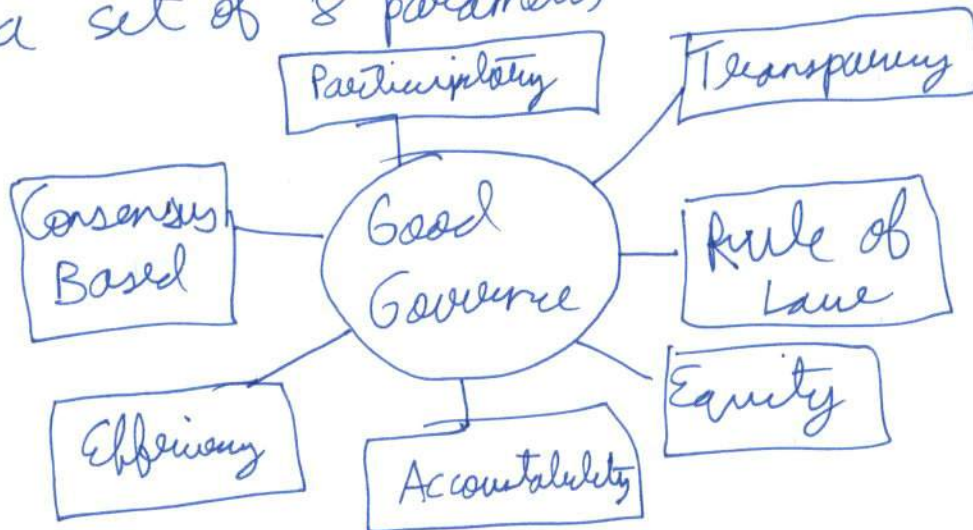 a set of 8 parameters
Participatory
Transparency
Consensus
Based
Good
Governance
Rule of
Law
Efficiency
Accountability
Equity